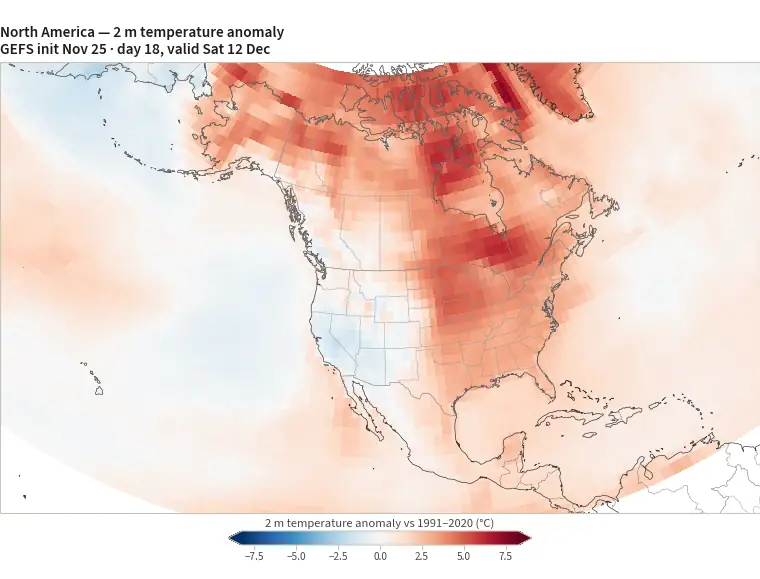 North America — 2 m temperature anomaly
GEFS init Nov 25 · day 18, valid Sat 12 Dec
2 m temperature anomaly vs 1991–2020 (°C)
−7.5 −5.0 −2.5 0.0 2.5 5.0 7.5